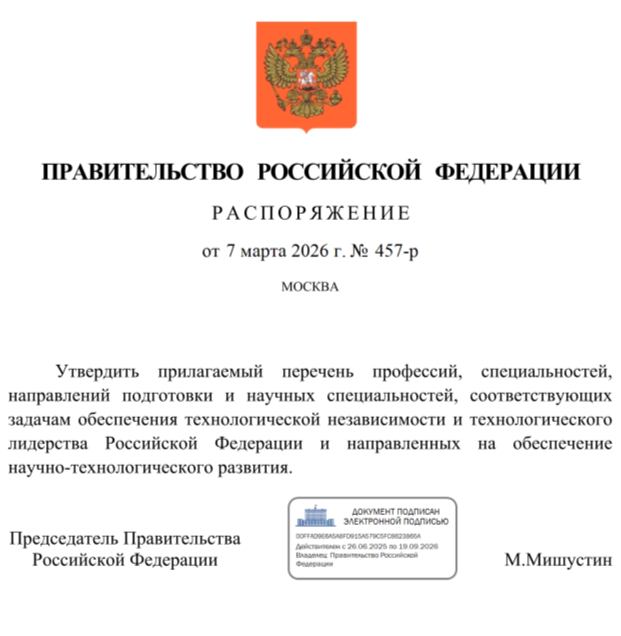 ПРАВИТЕЛЬСТВО РОССИЙСКОЙ ФЕДЕРАЦИИ
РАСПОРЯЖЕНИЕ
от 7 марта 2026 г. № 457-р
МОСКВА
Утвердить прилагаемый перечень профессий, специальностей,
направлений подготовки и научных специальностей, соответствующих
задачам обеспечения технологической независимости и технологического
лидерства Российской Федерации и направленных на обеспечение
научно-технологического развития.
Председатель Правительства
Российской Федерации
ДОКУМЕНТ ПОДПИСАН
ЭЛЕКТРОННОЙ ПОДПИСЬЮ
Действителен с 26.06.2025 по 19.09.2026
Владелец: Правительство Российской
Федерации
М.Мишустин